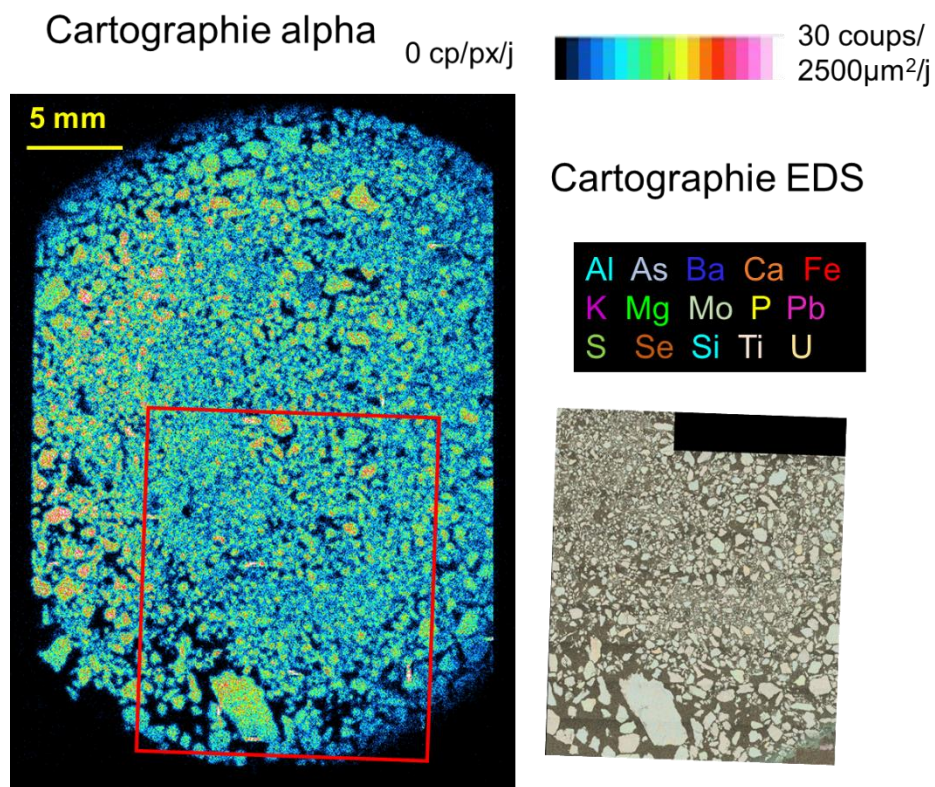 Cartographie alpha
0 cp/px/j
30 coups/
2500µm²/j
5 mm
Cartographie EDS
Al As Ba Ca Fe
K Mg Mo P Pb
S Se Si Ti U